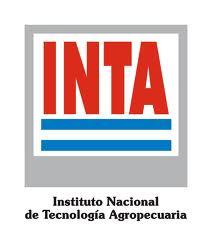 INTA
Instituto Nacional
de Tecnología Agropecuaria